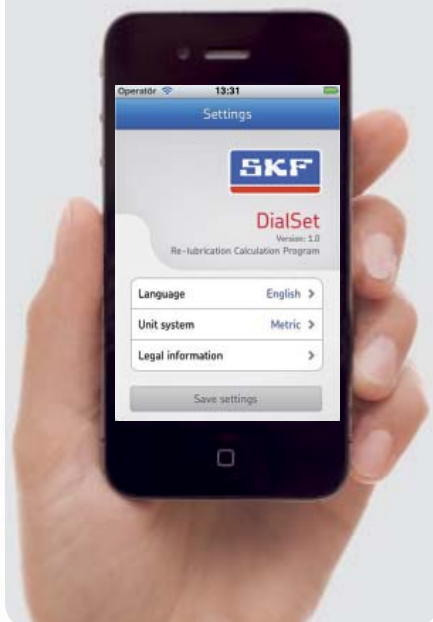 Operatör 13:31
Settings
SKF
DialSet
Version: 1.0
Re-lubrication Calculation Program
Language English
Unit system Metric
Legal information
Save settings